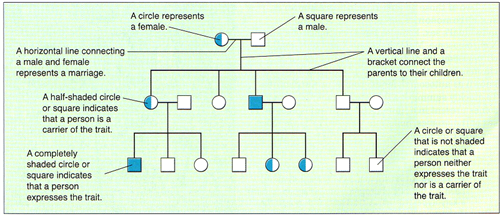 A circle represents
a female.
A square represents
a male.
A horizontal line connecting
a male and female
represents a marriage.
A vertical line and a
bracket connect the
parents to their children.
A half-shaded circle
or square indicates
that a person is a
carrier of the trait.
A completely
shaded circle or
square indicates
that a person
expresses the trait.
A circle or square
that is not shaded
indicates that a
person neither
expresses the trait
nor is a carrier of
the trait.